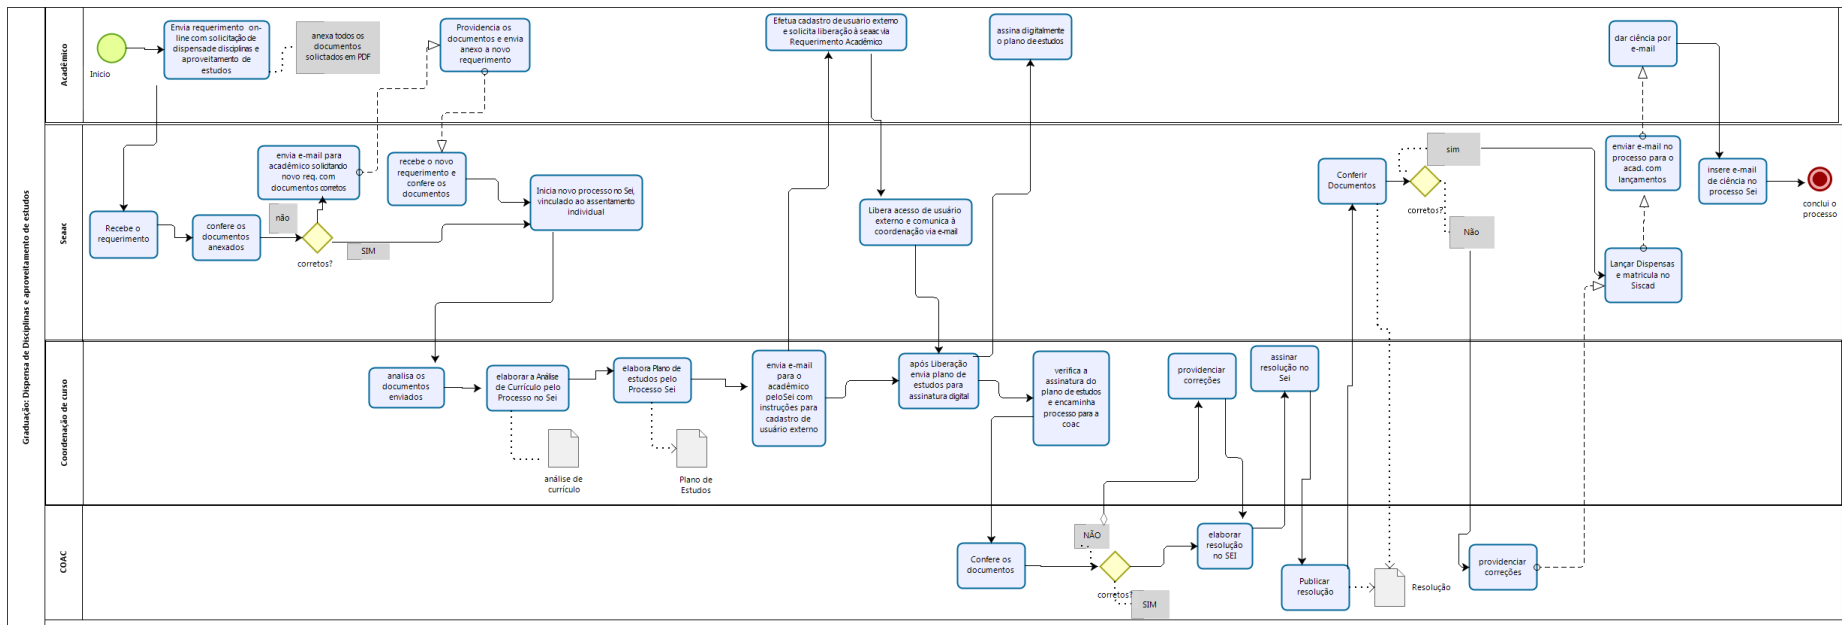 Graduação: Dispensa de Disciplinas e aproveitamento de estudos
Acadêmico
Início
Envia requerimento on-
line com solicitação de
dispensa de disciplinas e
aproveitamento de
estudos
anexa todos os
documentos
solictados em PDF
Providencia os
documentos e envia
anexo a novo
requerimento
Efetua cadastro de usuário externo
e solicita liberação à seaac via
Requerimento Acadêmico
assina digitalmente
o plano de estudos
dar ciência por
e-mail
Seaac
Recebe o
requerimento
confere os
documentos
anexados
não
envia e-mail para
acadêmico solicitando
novo req. com
documentos corretos
corretos?
SIM
recebe o novo
requerimento e
confere os
documentos
Inicia novo processo no Sei,
vinculado ao assentamento
individual
Libera acesso de usuário
externo e comunica à
coordenação via e-mail
Conferir
Documentos
corretos?
sim
Não
enviar e-mail no
processo para o
acad. com
lançamentos
Lançar Dispensas
e matricula no
Siscad
insere e-mail
de ciência no
processo Sei
conclui o
processo
Coordenação de curso
analisa os
documentos
enviados
elaborar a Análise
de Currículo pelo
Processo no Sei
análise de
currículo
elabora Plano de
estudos pelo
Processo Sei
Plano de
Estudos
envia e-mail
para o
acadêmico
peloSei com
instruções para
cadastro de
usuário externo
após Liberação
envia plano de
estudos para
assinatura digital
verifica a
assinatura do
plano de estudos
e encaminha
processo para a
coac
providenciar
correções
assinar
resolução no
Sei
COAC
Confere os
documentos
NÃO
corretos?
SIM
elaborar
resolução
no SEI
Publicar
resolução
Resolução
providenciar
correções